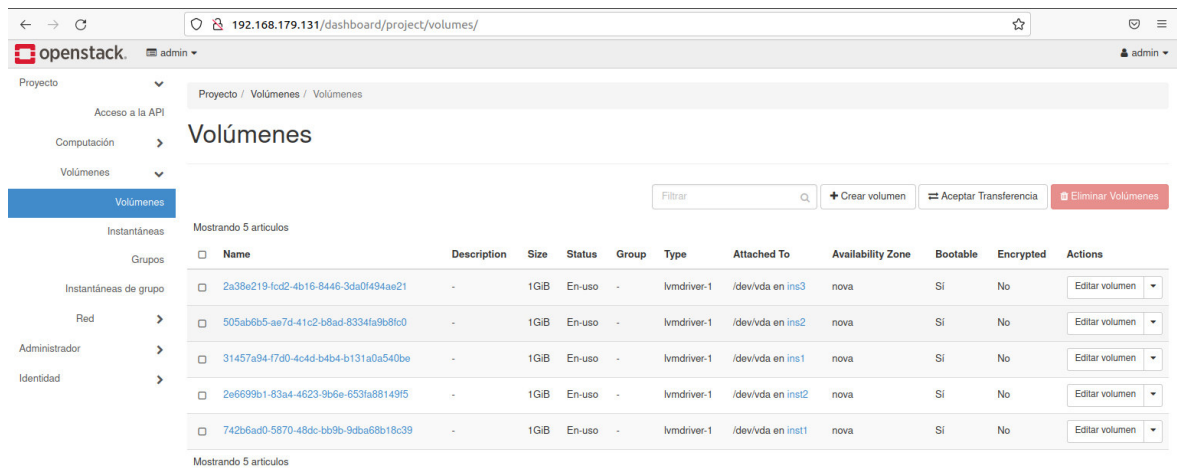 192.168.179.131/dashboard/project/volumes/
openstack. admin admin
Proyecto
Acceso a la API
Computación
Volúmenes
Volúmenes
Instantáneas
Grupos
Instantáneas de grupo
Red
Administrador
Identidad
Proyecto / Volúmenes / Volúmenes
Volúmenes
Filtrar + Crear volumen Aceptar Transferencia Eliminar Volúmenes
Mostrando 5 articulos
Name Description Size Status Group Type Attached To Availability Zone Bootable Encrypted Actions
2a38e219-fcd2-4b16-8446-3da0f494ae21 - 1GiB En-uso - lvmdriver-1 /dev/vda en ins3 nova Sí No Editar volumen
505ab6b5-ae7d-41c2-b8ad-8334fa9b8fc0 - 1GiB En-uso - lvmdriver-1 /dev/vda en ins2 nova Sí No Editar volumen
31457a94-f7d0-4c4d-b4b4-b131a0a540be - 1GiB En-uso - lvmdriver-1 /dev/vda en ins1 nova Sí No Editar volumen
2e6699b1-83a4-4623-9b6e-653fa88149f5 - 1GiB En-uso - lvmdriver-1 /dev/vda en inst2 nova Sí No Editar volumen
742b6ad0-5870-48dc-bb9b-9dba68b18c39 - 1GiB En-uso - lvmdriver-1 /dev/vda en inst1 nova Sí No Editar volumen
Mostrando 5 articulos